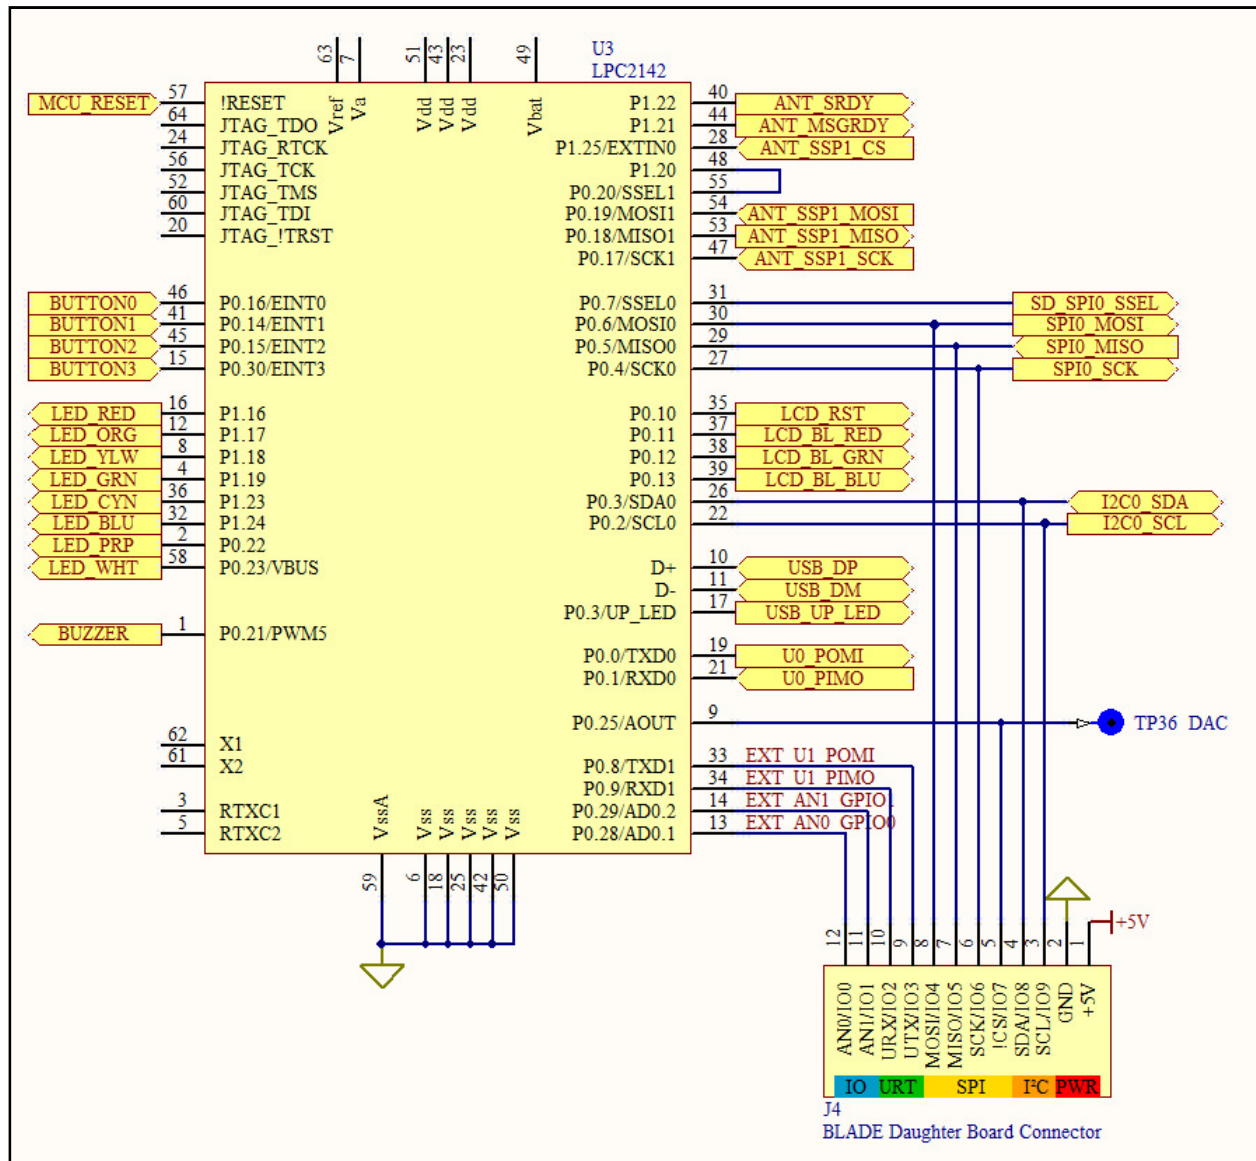 U3
LPC2142
63 7 51 43 23 49
Vref Va Vdd Vdd Vdd Vbat
MCU_RESET 57 !RESET
64 JTAG_TDO
24 JTAG_RTCK
56 JTAG_TCK
52 JTAG_TMS
60 JTAG_TDI
20 JTAG_!TRST
BUTTON0 46 P0.16/EINT0
BUTTON1 41 P0.14/EINT1
BUTTON2 45 P0.15/EINT2
BUTTON3 15 P0.30/EINT3
LED_RED 16 P1.16
LED_ORG 12 P1.17
LED_YLW 8 P1.18
LED_GRN 4 P1.19
LED_CYN 36 P1.23
LED_BLU 32 P1.24
LED_PRP 2 P0.22
LED_WHT 58 P0.23/VBUS
BUZZER 1 P0.21/PWM5
62 X1
61 X2
3 RTXC1
5 RTXC2
P1.22 40 ANT_SRDY
P1.21 44 ANT_MSGRDY
P1.25/EXTIN0 28 ANT_SSP1_CS
P1.20 48
P0.20/SSEL1 55
P0.19/MOSI1 54 ANT_SSP1_MOSI
P0.18/MISO1 53 ANT_SSP1_MISO
P0.17/SCK1 47 ANT_SSP1_SCK
P0.7/SSEL0 31 SD_SPI0_SSEL
P0.6/MOSI0 30 SPI0_MOSI
P0.5/MISO0 29 SPI0_MISO
P0.4/SCK0 27 SPI0_SCK
P0.10 35 LCD_RST
P0.11 37 LCD_BL_RED
P0.12 38 LCD_BL_GRN
P0.13 39 LCD_BL_BLU
P0.3/SDA0 26 I2C0_SDA
P0.2/SCL0 22 I2C0_SCL
D+ 10 USB_DP
D- 11 USB_DM
P0.3/UP_LED 17 USB_UP_LED
P0.0/TXD0 19 U0_POMI
P0.1/RXD0 21 U0_PIMO
P0.25/AOUT 9 TP36 DAC
P0.8/TXD1 33 EXT U1 POMI
P0.9/RXD1 34 EXT U1 PIMO
P0.29/AD0.2 14 EXT AN1 GPIO1
P0.28/AD0.1 13 EXT AN0 GPIO0
VssA Vss Vss Vss Vss Vss
59 6 18 25 42 50
+5V
12 11 10 9 8 7 6 5 4 3 2 1
AN0/IO0 AN1/IO1 URX/IO2 UTX/IO3 MOSI/IO4 MISO/IO5 SCK/IO6 !CS/IO7 SDA/IO8 SCL/IO9 GND +5V
IO URT SPI I²C PWR
J4
BLADE Daughter Board Connector